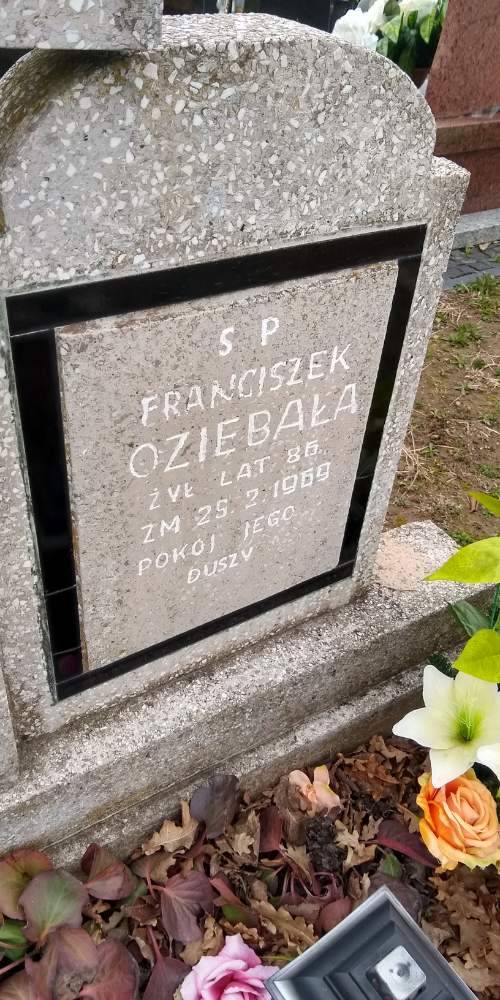 S P
FRANCISZEK
OZIĘBAŁA
ŻYŁ LAT 86
ZM 25.2.1969
POKÓJ JEGO
DUSZY